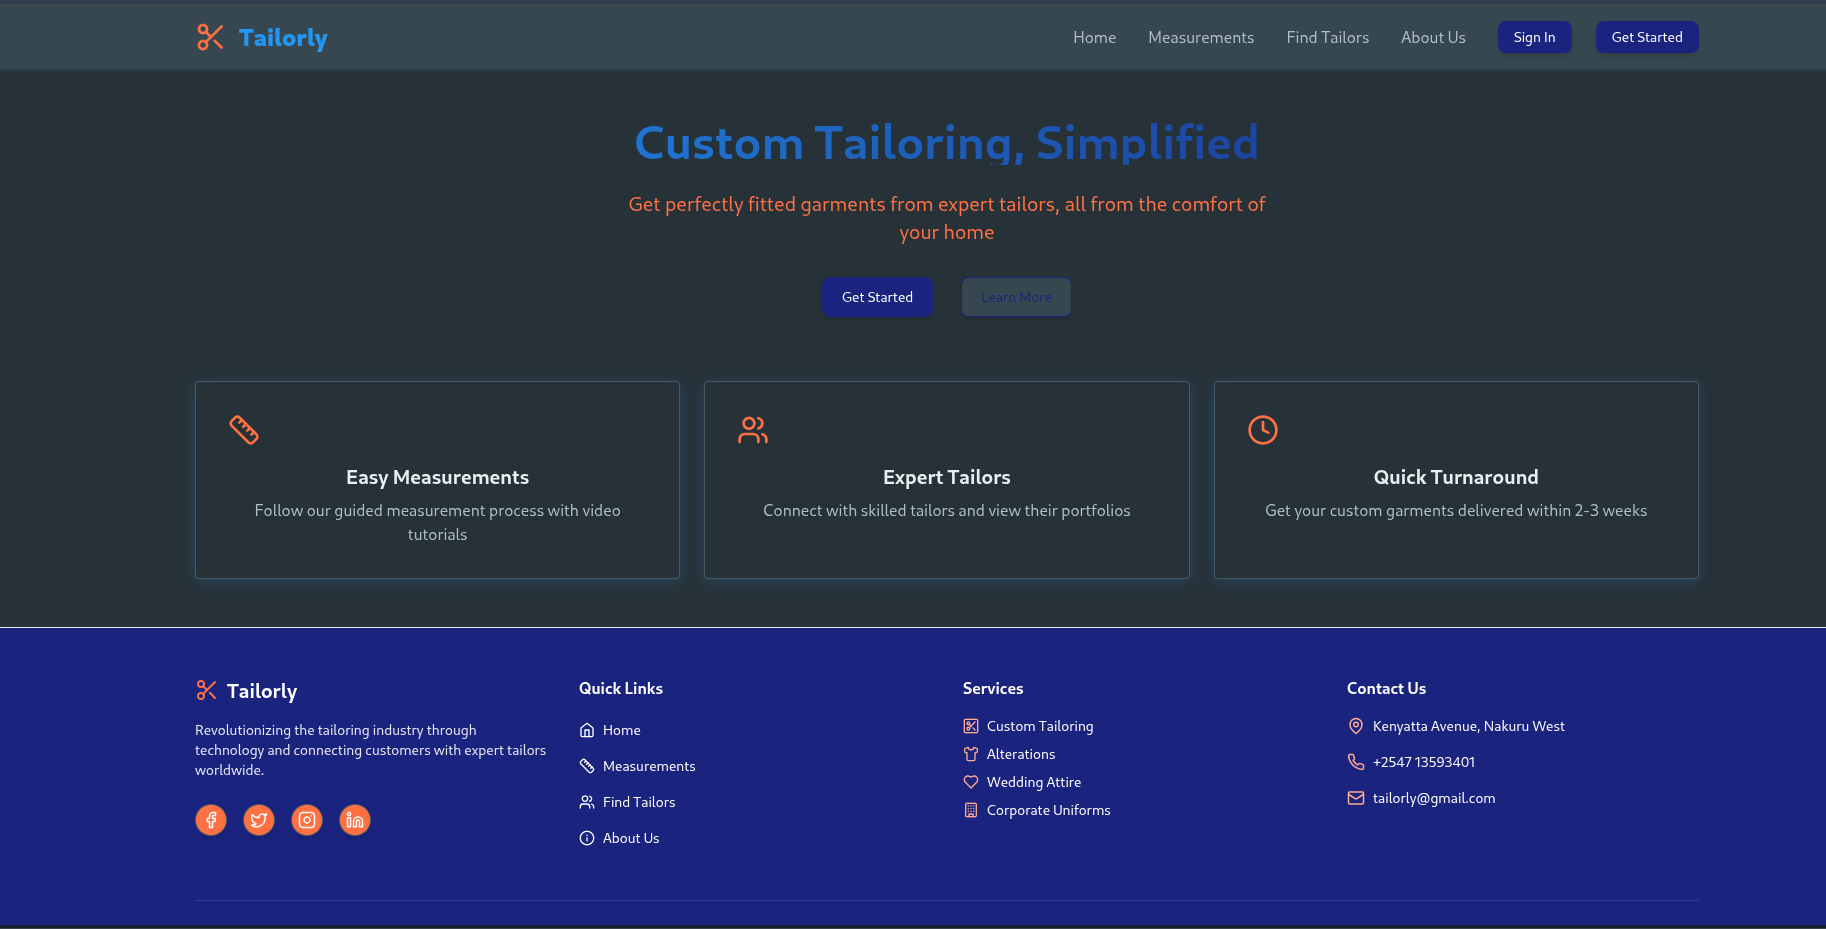 Tailorly
Home
Measurements
Find Tailors
About Us
Sign In
Get Started
Custom Tailoring, Simplified
Get perfectly fitted garments from expert tailors, all from the comfort of
your home
Get Started
Learn More
Easy Measurements
Follow our guided measurement process with video
tutorials
Expert Tailors
Connect with skilled tailors and view their portfolios
Quick Turnaround
Get your custom garments delivered within 2-3 weeks
Tailorly
Revolutionizing the tailoring industry through
technology and connecting customers with expert tailors
worldwide.
Quick Links
Home
Measurements
Find Tailors
About Us
Services
Custom Tailoring
Alterations
Wedding Attire
Corporate Uniforms
Contact Us
Kenyatta Avenue, Nakuru West
+2547 13593401
tailorly@gmail.com